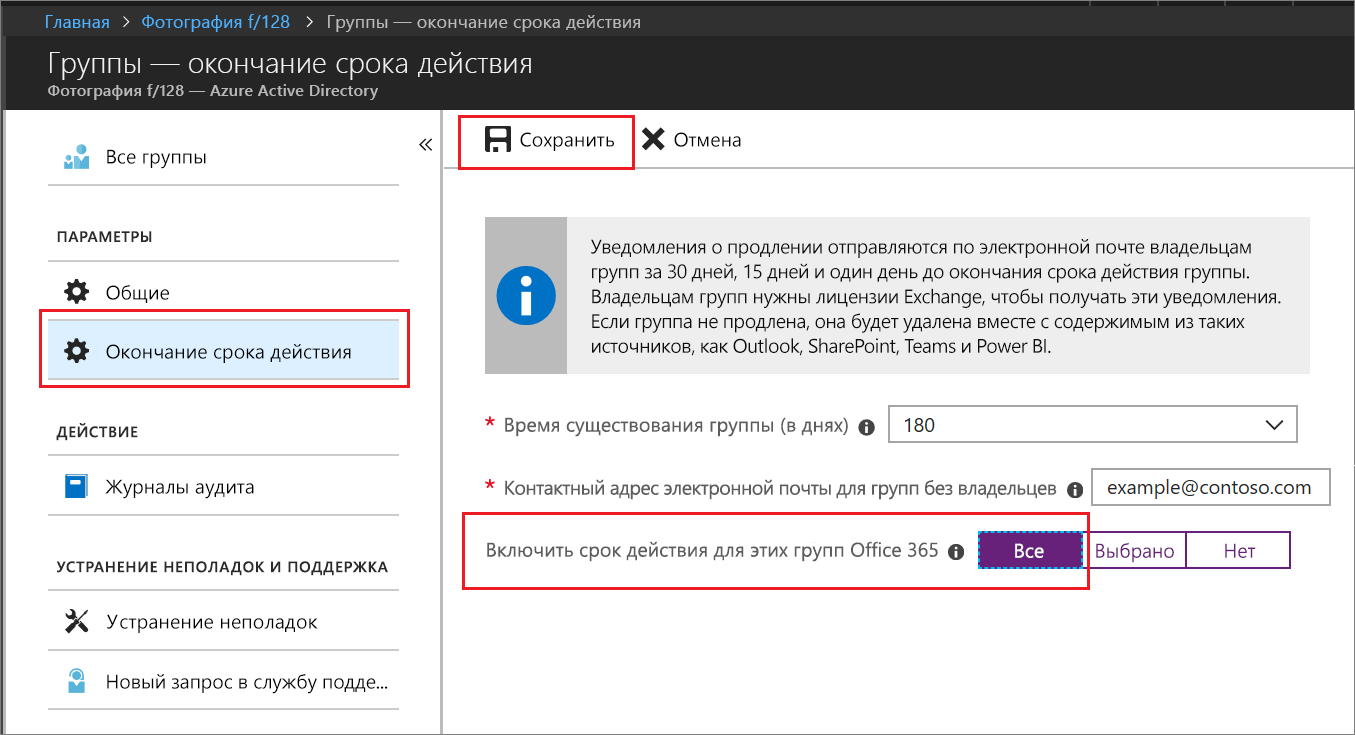 Главная > Фотография f/128 > Группы — окончание срока действия
Группы — окончание срока действия
Фотография f/128 — Azure Active Directory
«
Все группы
ПАРАМЕТРЫ
Общие
Окончание срока действия
ДЕЙСТВИЕ
Журналы аудита
УСТРАНЕНИЕ НЕПОЛАДОК И ПОДДЕРЖКА
Устранение неполадок
Новый запрос в службу подде...
Сохранить Отмена
Уведомления о продлении отправляются по электронной почте владельцам
групп за 30 дней, 15 дней и один день до окончания срока действия группы.
Владельцам групп нужны лицензии Exchange, чтобы получать эти уведомления.
Если группа не продлена, она будет удалена вместе с содержимым из таких
источников, как Outlook, SharePoint, Teams и Power BI.
* Время существования группы (в днях) 180
* Контактный адрес электронной почты для групп без владельцев example@contoso.com
Включить срок действия для этих групп Office 365 Все Выбрано Нет